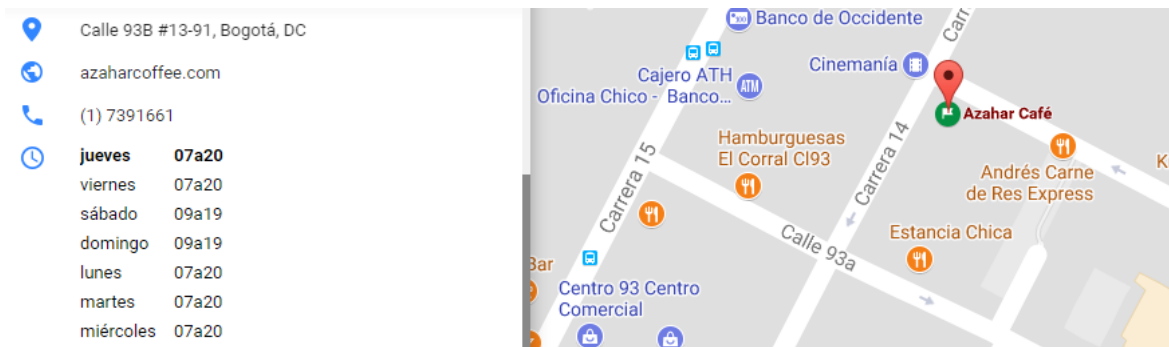 Calle 93B #13-91, Bogotá, DC
azaharcoffee.com
(1) 7391661
jueves 07a20
viernes 07a20
sábado 09a19
domingo 09a19
lunes 07a20
martes 07a20
miércoles 07a20
Banco de Occidente
Carr
Cinemanía
Cajero ATH
Oficina Chico - Banco...
ATM
Azahar Café
Hamburguesas
El Corral Cl93
Carrera 14
Carrera 15
Andrés Carne
de Res Express
K
Calle 93a
Estancia Chica
Bar
Centro 93 Centro
Comercial